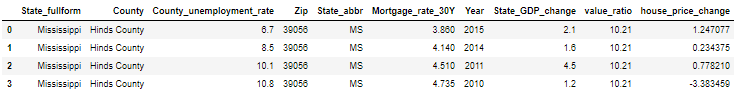 State_fullform County County_unemployment_rate Zip State_abbr Mortgage_rate_30Y Year State_GDP_change value_ratio house_price_change
0 Mississippi Hinds County 6.7 39056 MS 3.860 2015 2.1 10.21 1.247077
1 Mississippi Hinds County 8.5 39056 MS 4.140 2014 1.6 10.21 0.234375
2 Mississippi Hinds County 10.1 39056 MS 4.510 2011 4.5 10.21 0.778210
3 Mississippi Hinds County 10.8 39056 MS 4.735 2010 1.2 10.21 -3.383459